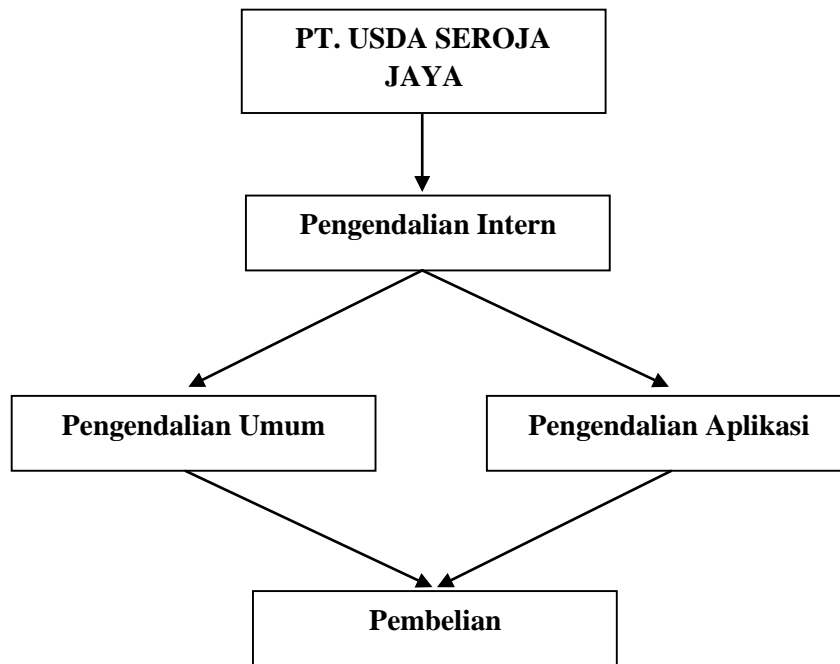 PT. USDA SEROJA
JAYA
Pengendalian Intern
Pengendalian Umum
Pengendalian Aplikasi
Pembelian